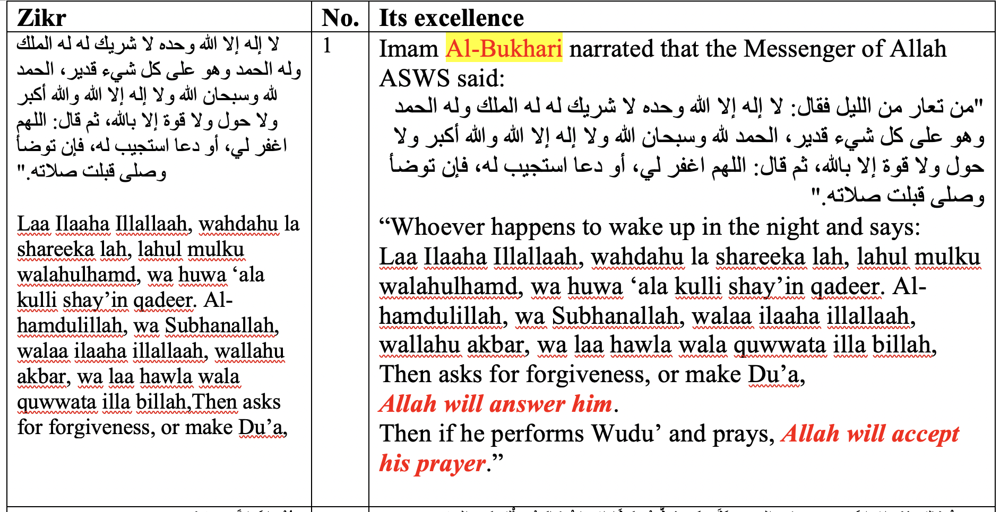 Zikr
No.
Its excellence
لا إله إلا الله وحده لا شريك له له الملك
وله الحمد وهو على كل شيء قدير، الحمد
لله وسبحان الله ولا إله إلا الله والله أكبر
ولا حول ولا قوة إلا بالله، ثم قال: اللهم
اغفر لي، أو دعا استجيب له، فإن توضأ
وصلى قبلت صلاته."
Laa Ilaaha Illallaah, wahdahu la
shareeka lah, lahul mulku
walahulhamd, wa huwa ‘ala
kulli shay’in qadeer. Al-
hamdulillah, wa Subhanallah,
walaa ilaaha illallaah, wallahu
akbar, wa laa hawla wala
quwwata illa billah,Then asks
for forgiveness, or make Du’a,
1
Imam Al-Bukhari narrated that the Messenger of Allah
ASWS said:
"من تعار من الليل فقال: لا إله إلا الله وحده لا شريك له له الملك وله الحمد
وهو على كل شيء قدير، الحمد لله وسبحان الله ولا إله إلا الله والله أكبر ولا
حول ولا قوة إلا بالله، ثم قال: اللهم اغفر لي، أو دعا استجيب له، فإن توضأ
وصلى قبلت صلاته."
“Whoever happens to wake up in the night and says:
Laa Ilaaha Illallaah, wahdahu la shareeka lah, lahul mulku
walahulhamd, wa huwa ‘ala kulli shay’in qadeer. Al-
hamdulillah, wa Subhanallah, walaa ilaaha illallaah,
wallahu akbar, wa laa hawla wala quwwata illa billah,
Then asks for forgiveness, or make Du’a,
Allah will answer him.
Then if he performs Wudu’ and prays, Allah will accept
his prayer.”